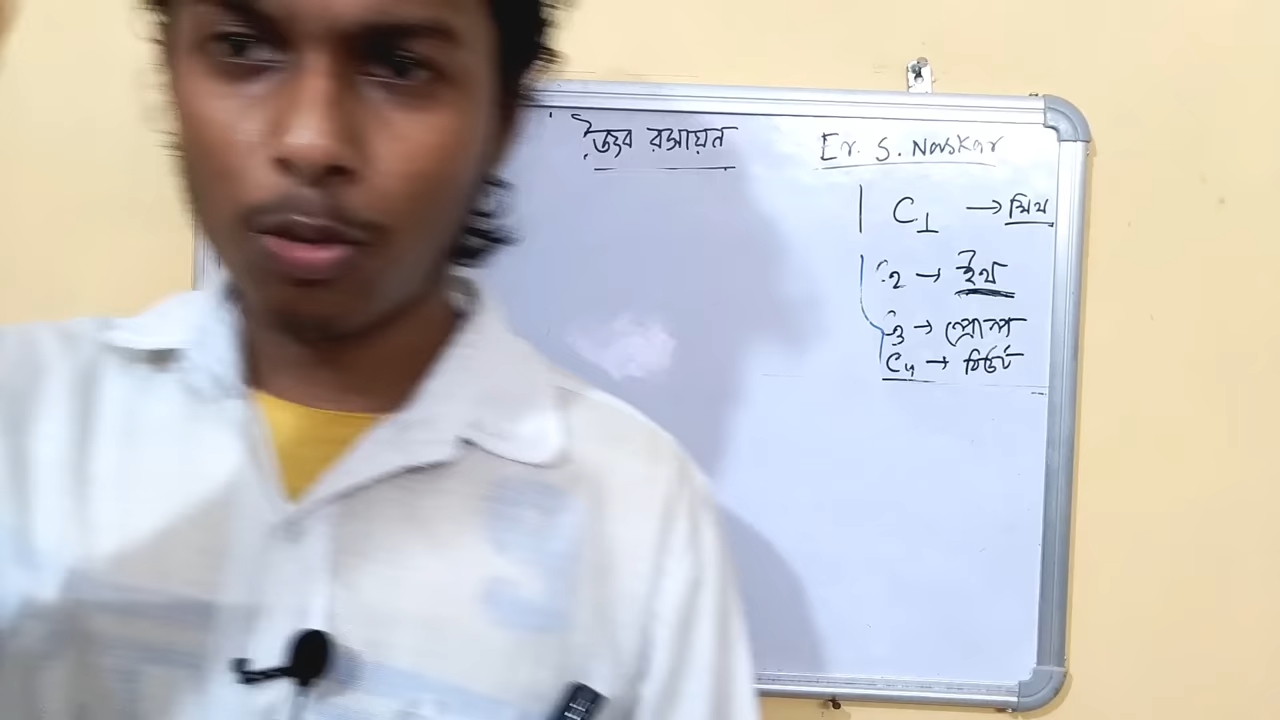 জৈব রসায়ন
Er. S. Naskar
C1 → মিথ
C2 → ইথ
C3 → প্রোপ
C4 → বিউট